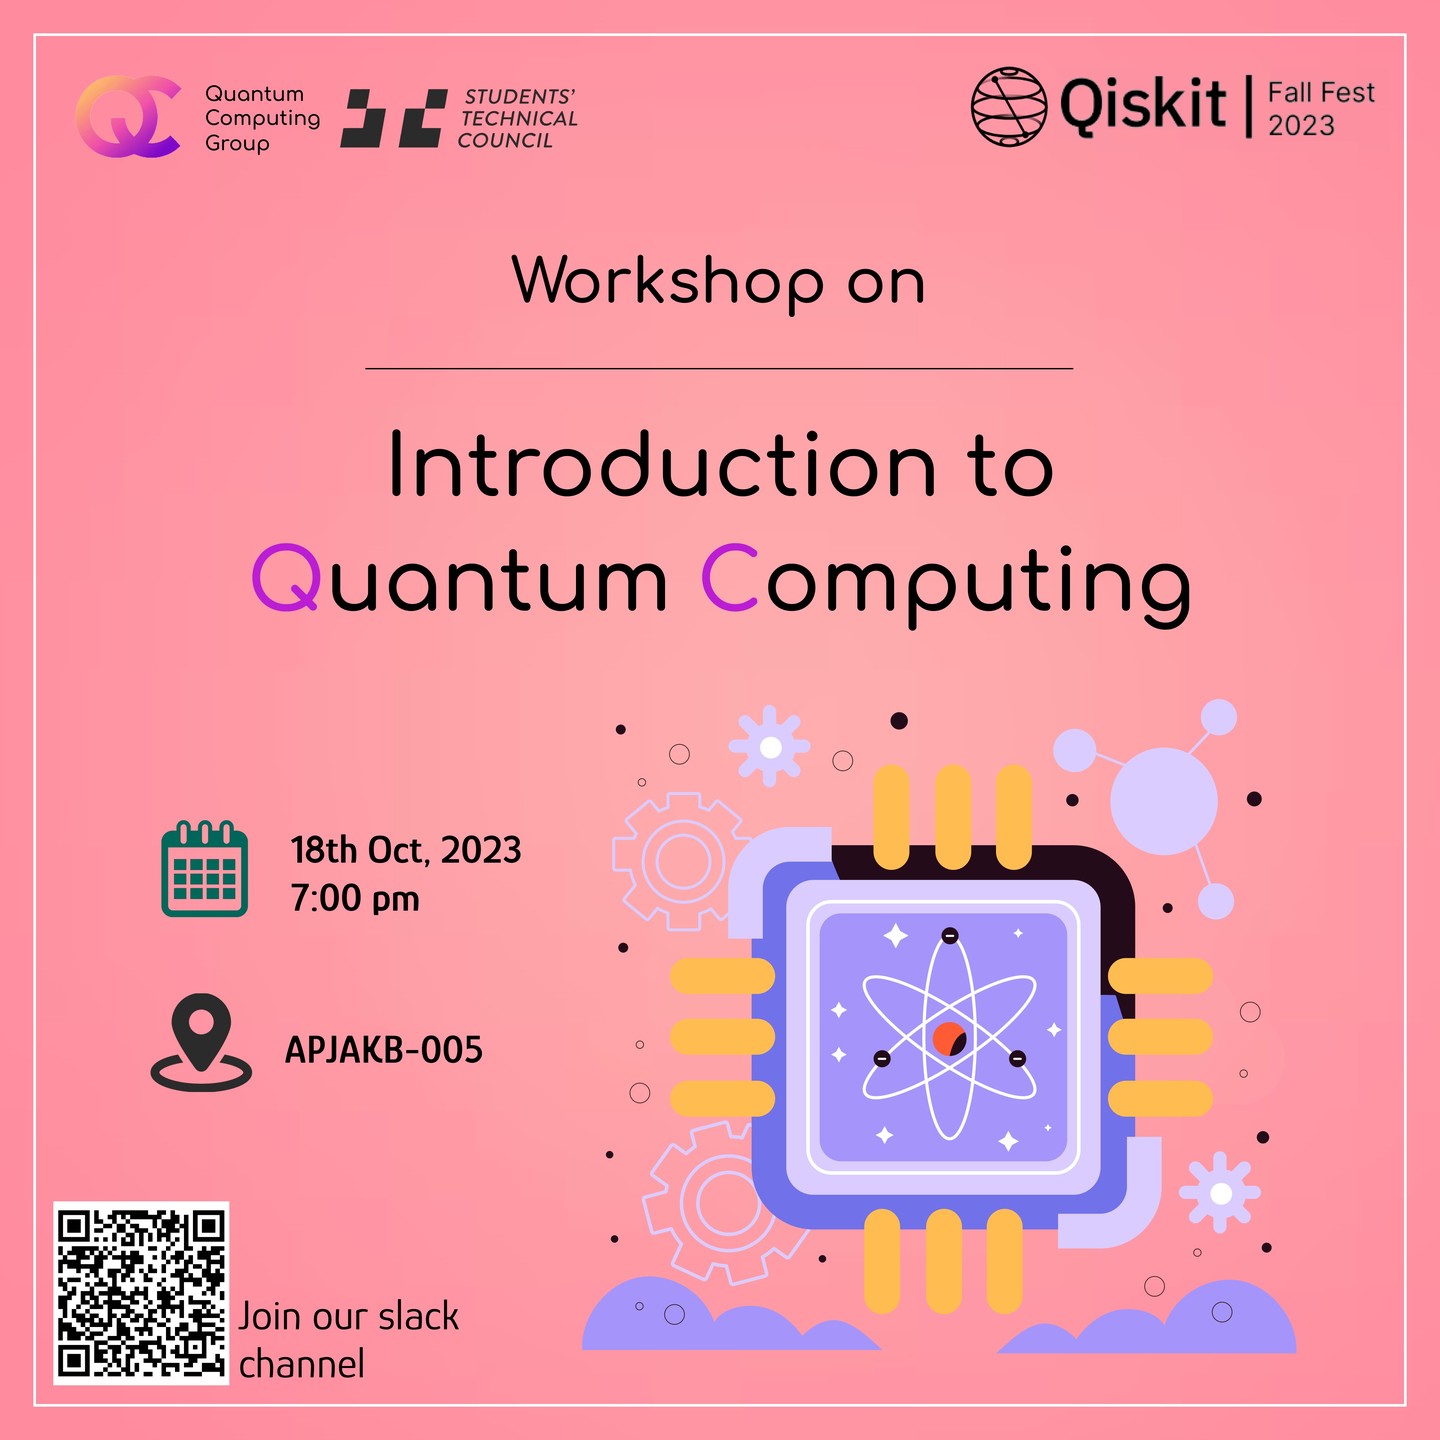 Quantum
Computing
Group
STUDENTS'
TECHNICAL
COUNCIL
Qiskit
Fall Fest
2023
Workshop on
Introduction to
Quantum Computing
18th Oct, 2023
7:00 pm
APJAKB-005
Join our slack
channel